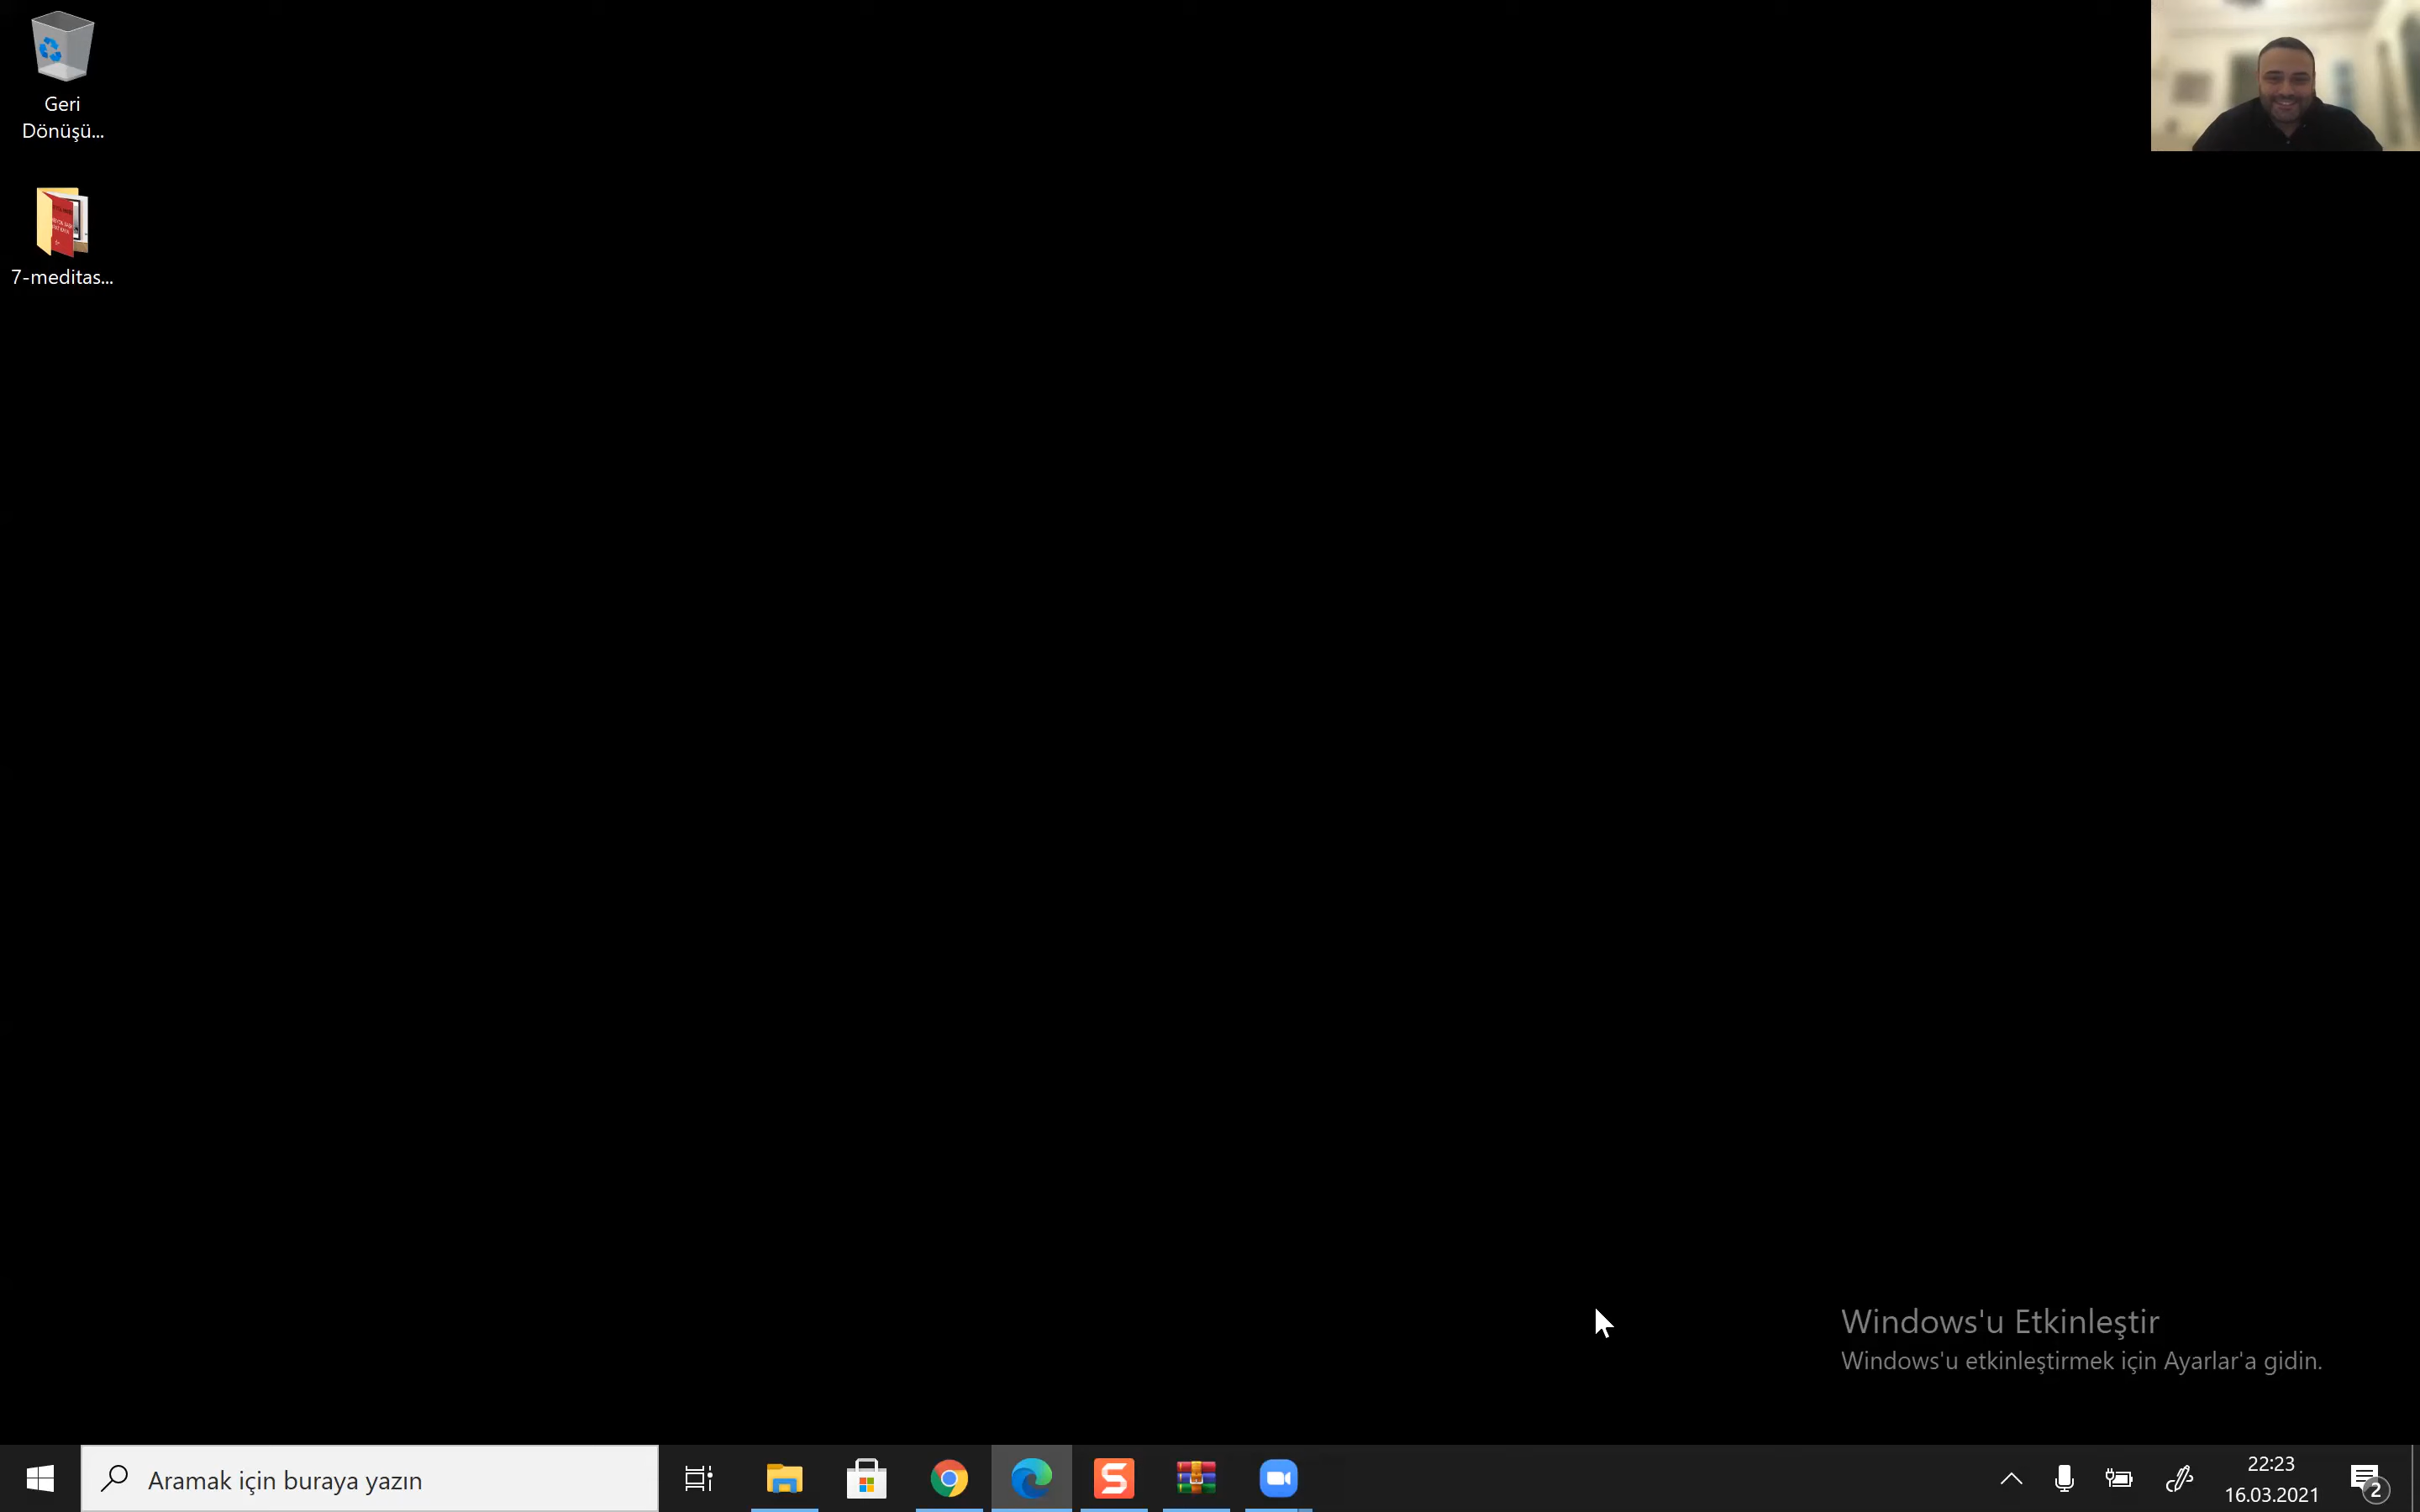 Geri
Dönüşü...
7-meditas...
Windows'u Etkinleştir
Windows'u etkinleştirmek için Ayarlar'a gidin.
Aramak için buraya yazın
22:23
16.03.2021
2